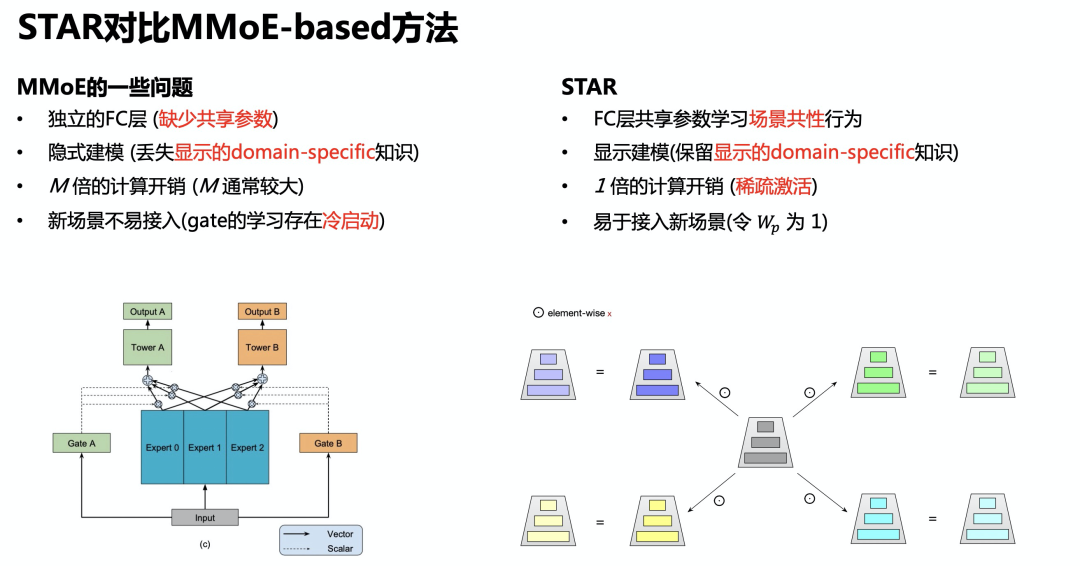 STAR对比MMoE-based方法
MMoE的一些问题
• 独立的FC层 (缺少共享参数)
• 隐式建模 (丢失显示的domain-specific知识)
• M 倍的计算开销 (M 通常较大)
• 新场景不易接入(gate的学习存在冷启动)
STAR
• FC层共享参数学习场景共性行为
• 显示建模(保留显示的domain-specific知识)
• 1 倍的计算开销 (稀疏激活)
• 易于接入新场景(令 Wₚ 为 1)
Output A
Output B
Tower A
Tower B
Gate A
Expert 0
Expert 1
Expert 2
Gate B
Input
(c)
Vector
Scalar
⊙ element-wise x
=
⊙
⊙
=
=
⊙
⊙
=